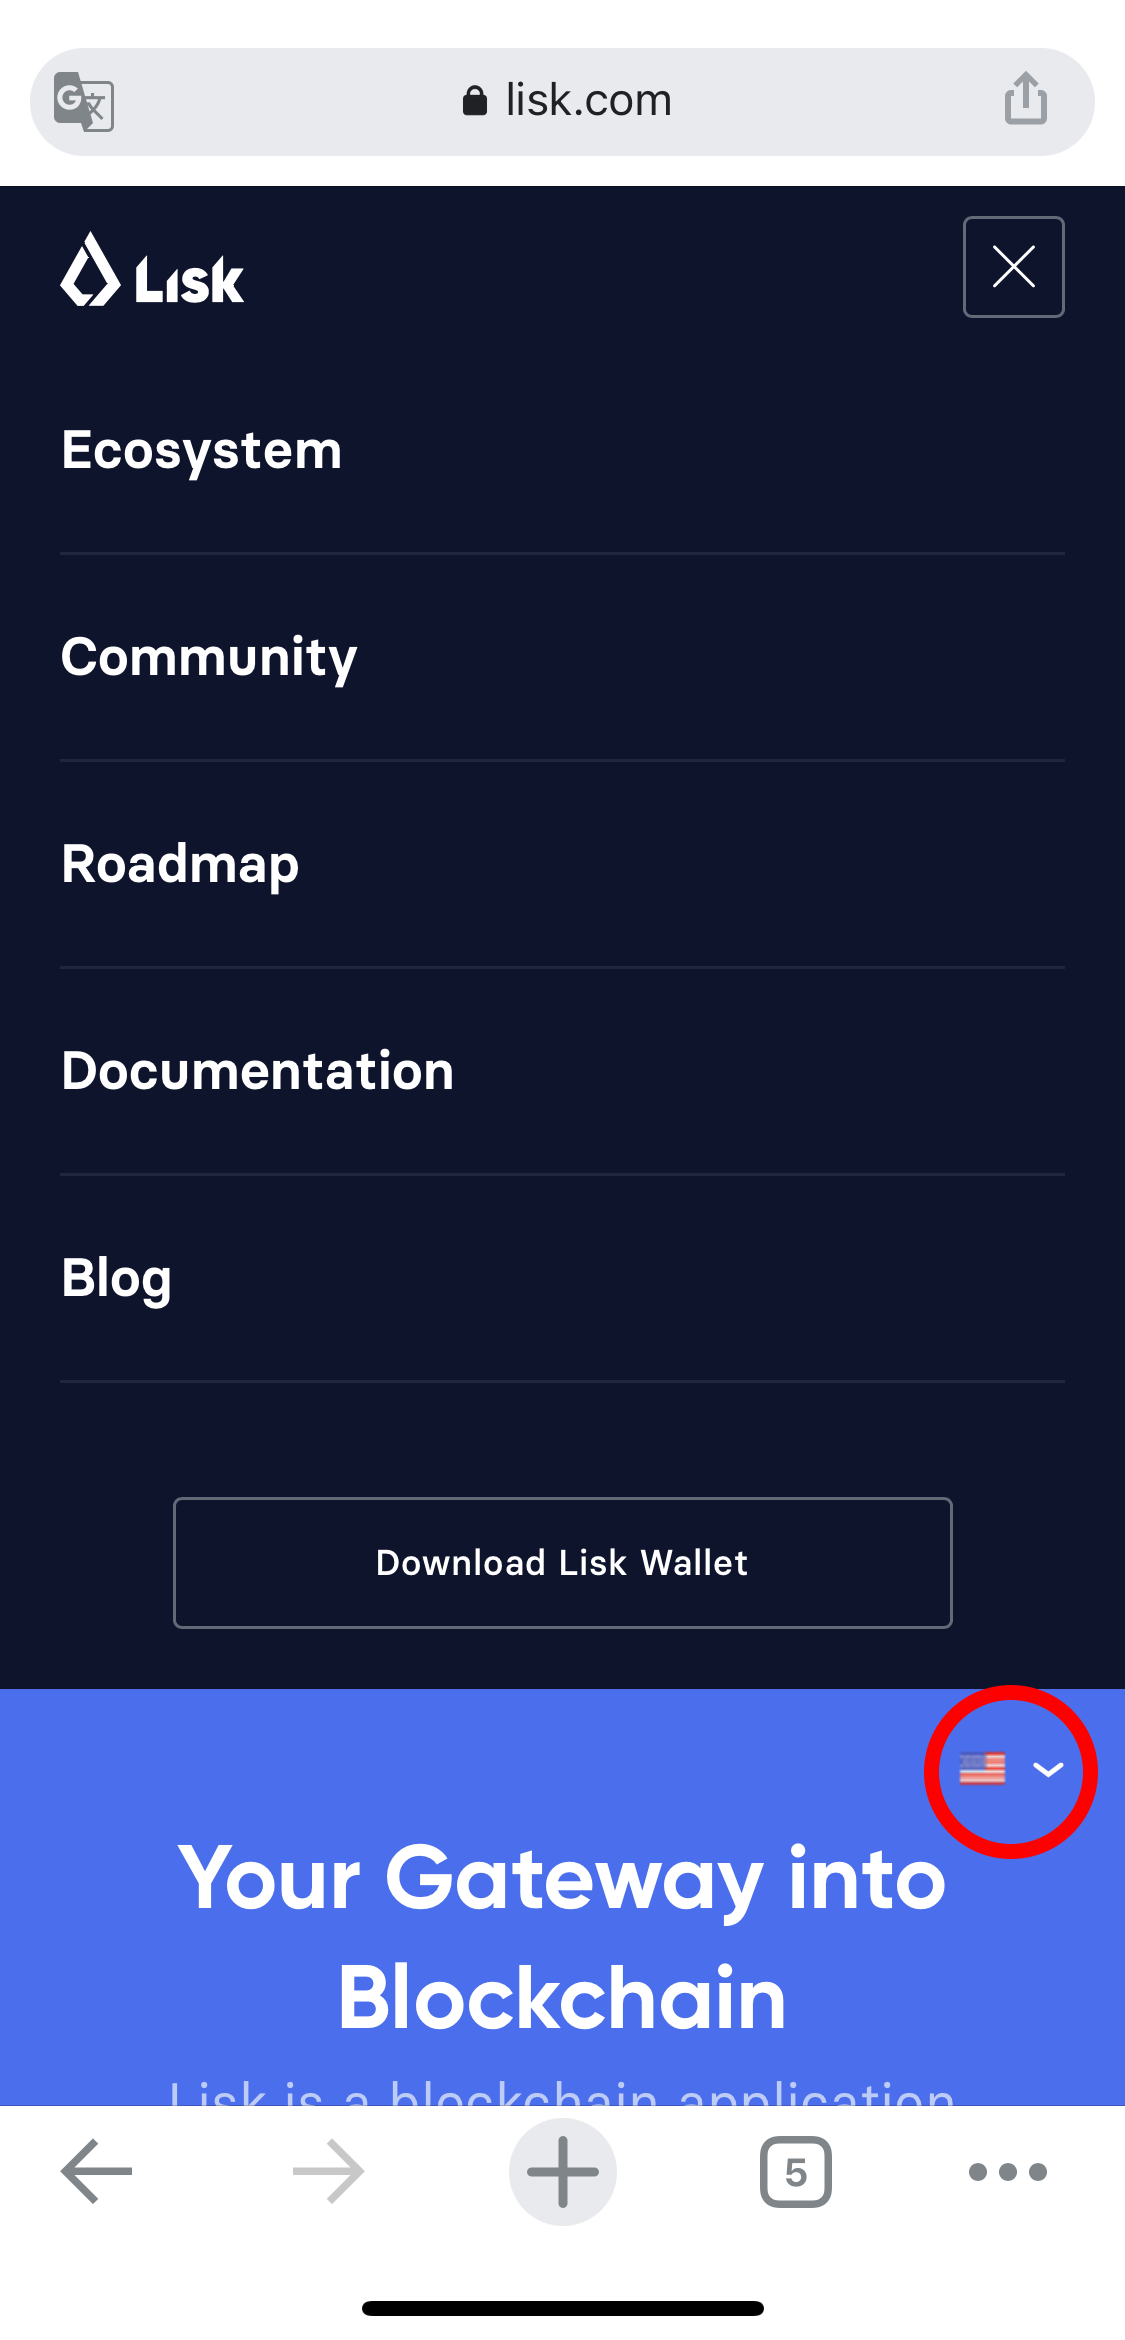 lisk.com
Lisk
Ecosystem
Community
Roadmap
Documentation
Blog
Download Lisk Wallet
Your Gateway into
Blockchain
Lisk is a blockchain application
5